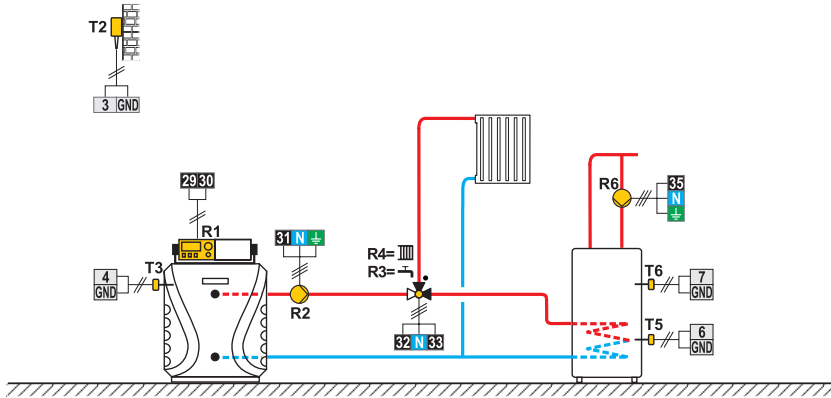 T2
3 GND
29 30
R1
31 N
R4=
R3=
R6
35
N
4
GND
T3
R2
32 N 33
T6
7
GND
T5
6
GND